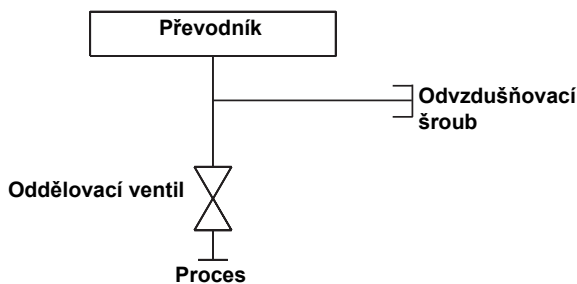 Převodník
Odvzdušňovací
šroub
Oddělovací ventil
Proces